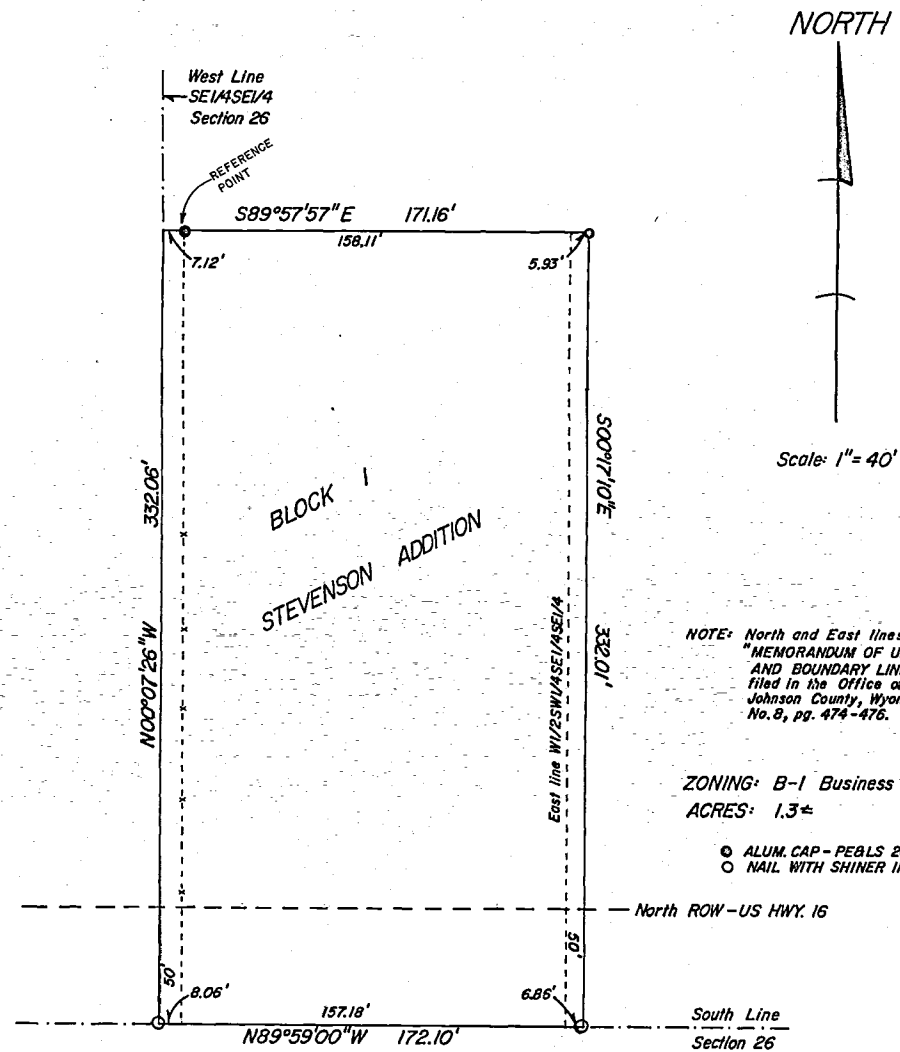 NORTH
West Line
SE1/4SE1/4
Section 26
REFERENCE
POINT
S89°57'57"E 171.16'
158.11'
7.12'
5.93'
332.06'
N00°07'26"W
BLOCK 1
STEVENSON ADDITION
S00°17'10"E
332.01'
East line W1/2SW1/4SE1/4SE1/4
Scale: 1"= 40'
NOTE: North and East lines
"MEMORANDUM OF U
AND BOUNDARY LIN
filed in the Office o
Johnson County, Wyo
No. 8, pg. 474-476.
ZONING: B-1 Business
ACRES: 1.3±
ALUM. CAP - PE&LS 2
NAIL WITH SHINER I
North ROW-US HWY. 16
50'
50'
8.06'
6.86'
157.18'
N89°59'00"W 172.10'
South Line
Section 26